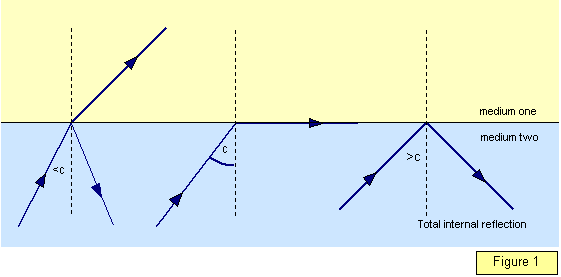 medium one
medium two
<c
c
>c
Total internal reflection
Figure 1